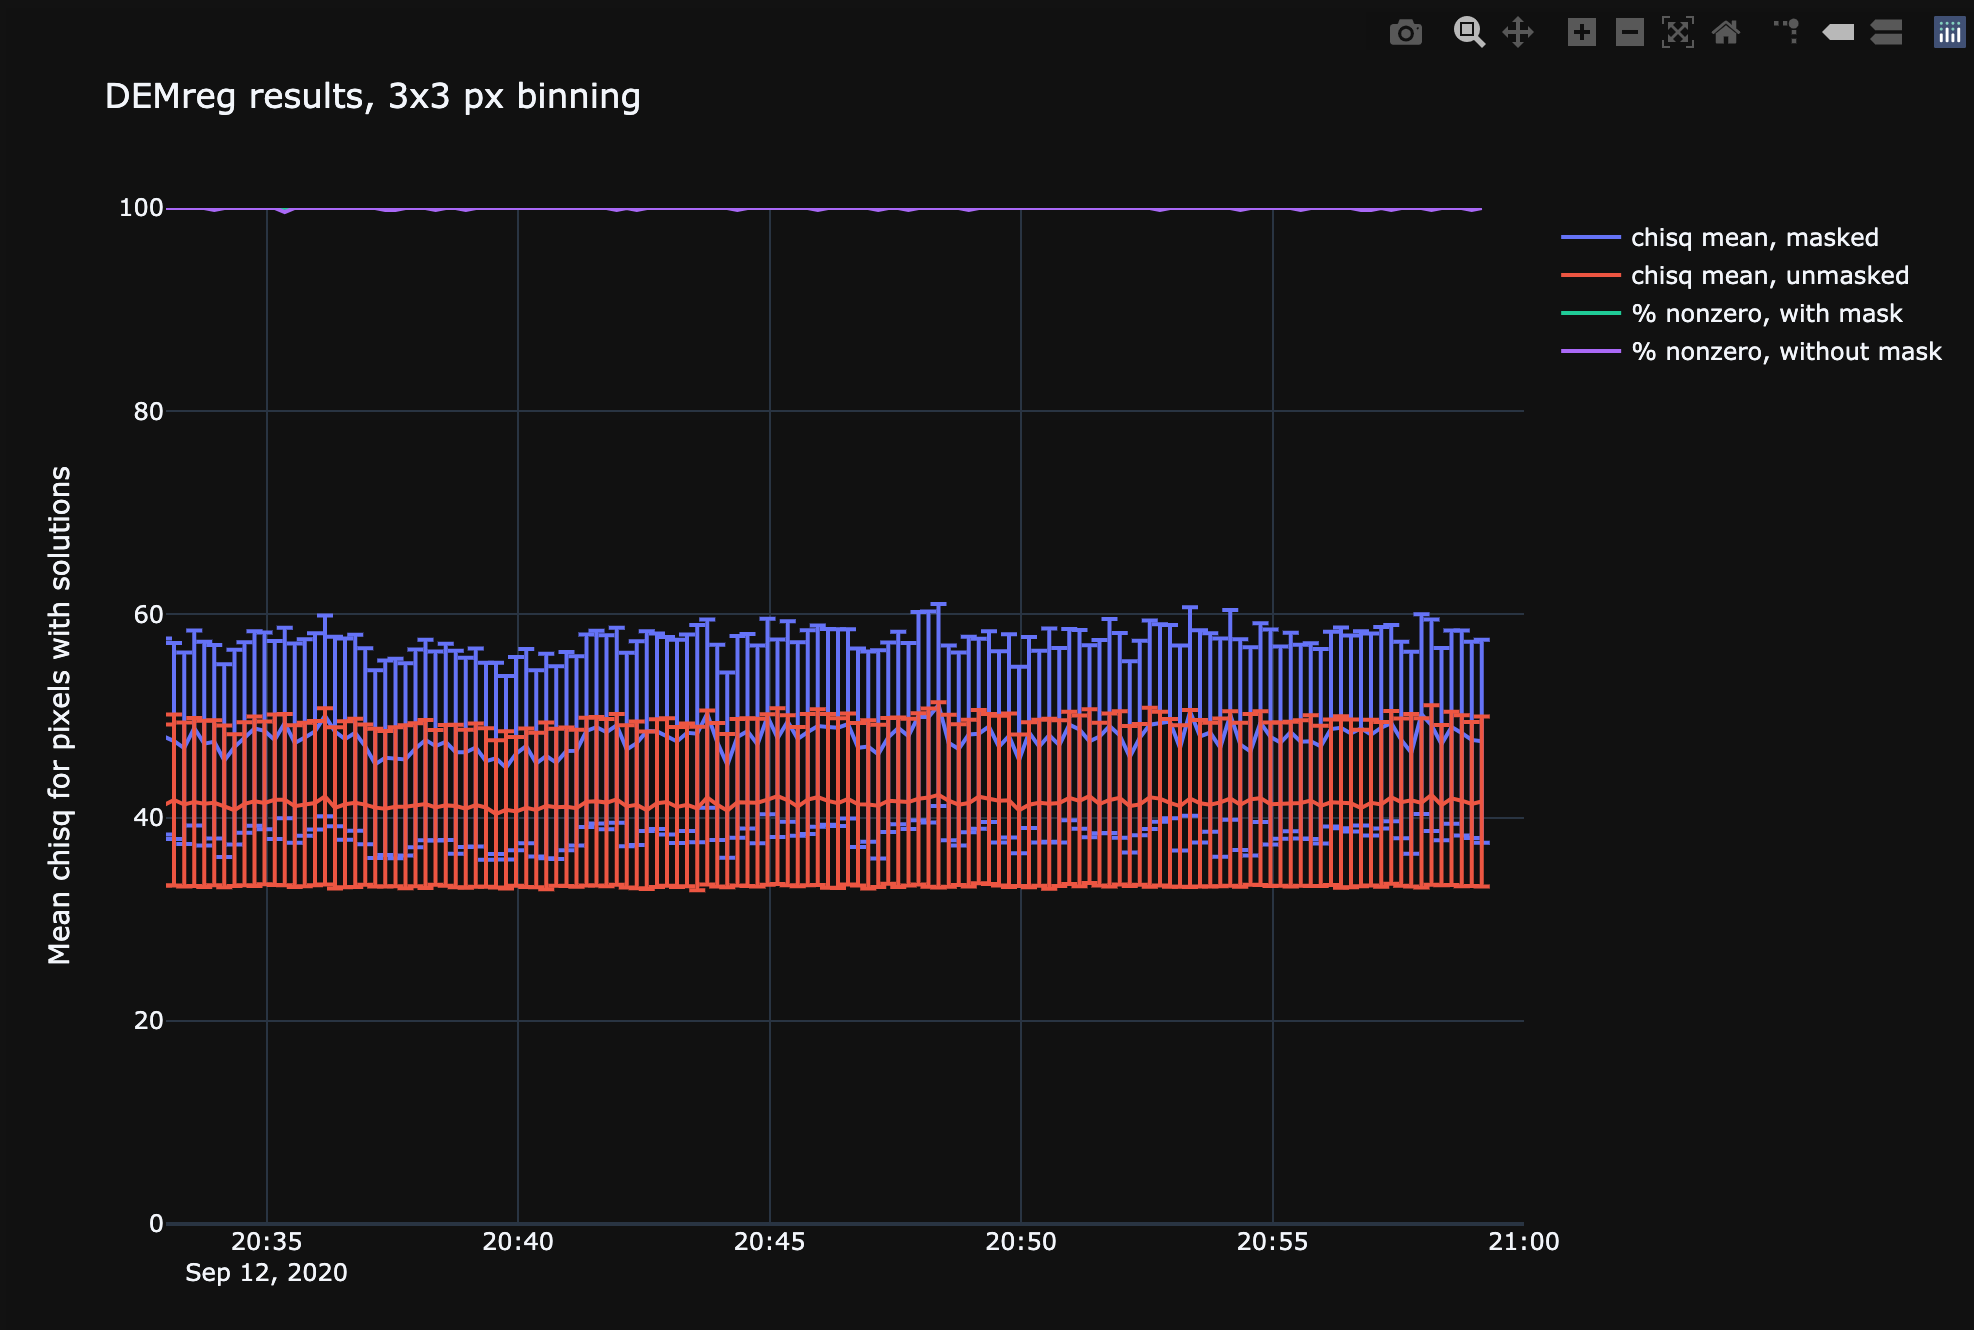 DEMreg results, 3x3 px binning
100
80
60
40
20
0
Mean chisq for pixels with solutions
chisq mean, masked
chisq mean, unmasked
% nonzero, with mask
% nonzero, without mask
20:35 20:40 20:45 20:50 20:55 21:00
Sep 12, 2020